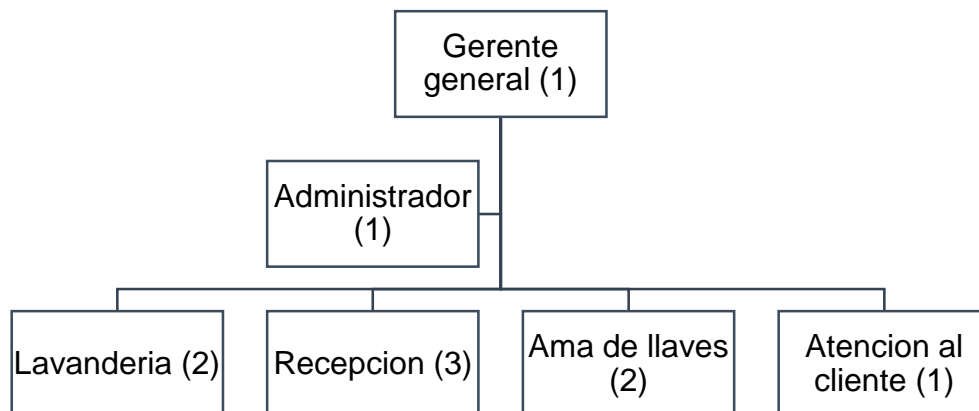 Gerente
general (1)
Administrador
(1)
Lavanderia (2)
Recepcion (3)
Ama de llaves
(2)
Atencion al
cliente (1)